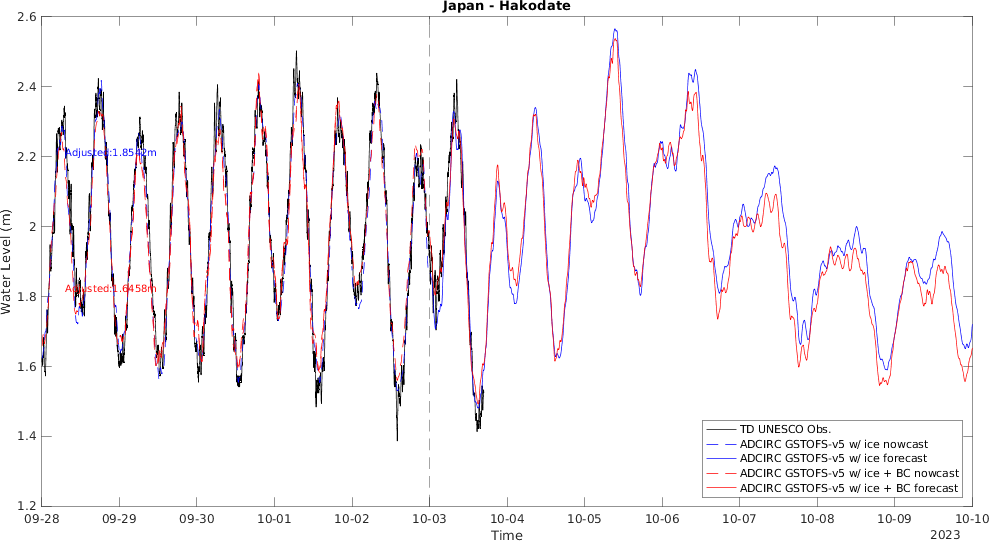 Japan - Hakodate
2.6
2.4
2.2
2
1.8
1.6
1.4
1.2
Water Level (m)
Adjusted:1.8542m
Adjusted:1.6458m
TD UNESCO Obs.
ADCIRC GSTOFS-v5 w/ ice nowcast
ADCIRC GSTOFS-v5 w/ ice forecast
ADCIRC GSTOFS-v5 w/ ice + BC nowcast
ADCIRC GSTOFS-v5 w/ ice + BC forecast
09-28 09-29 09-30 10-01 10-02 10-03 10-04 10-05 10-06 10-07 10-08 10-09 10-10
Time
2023